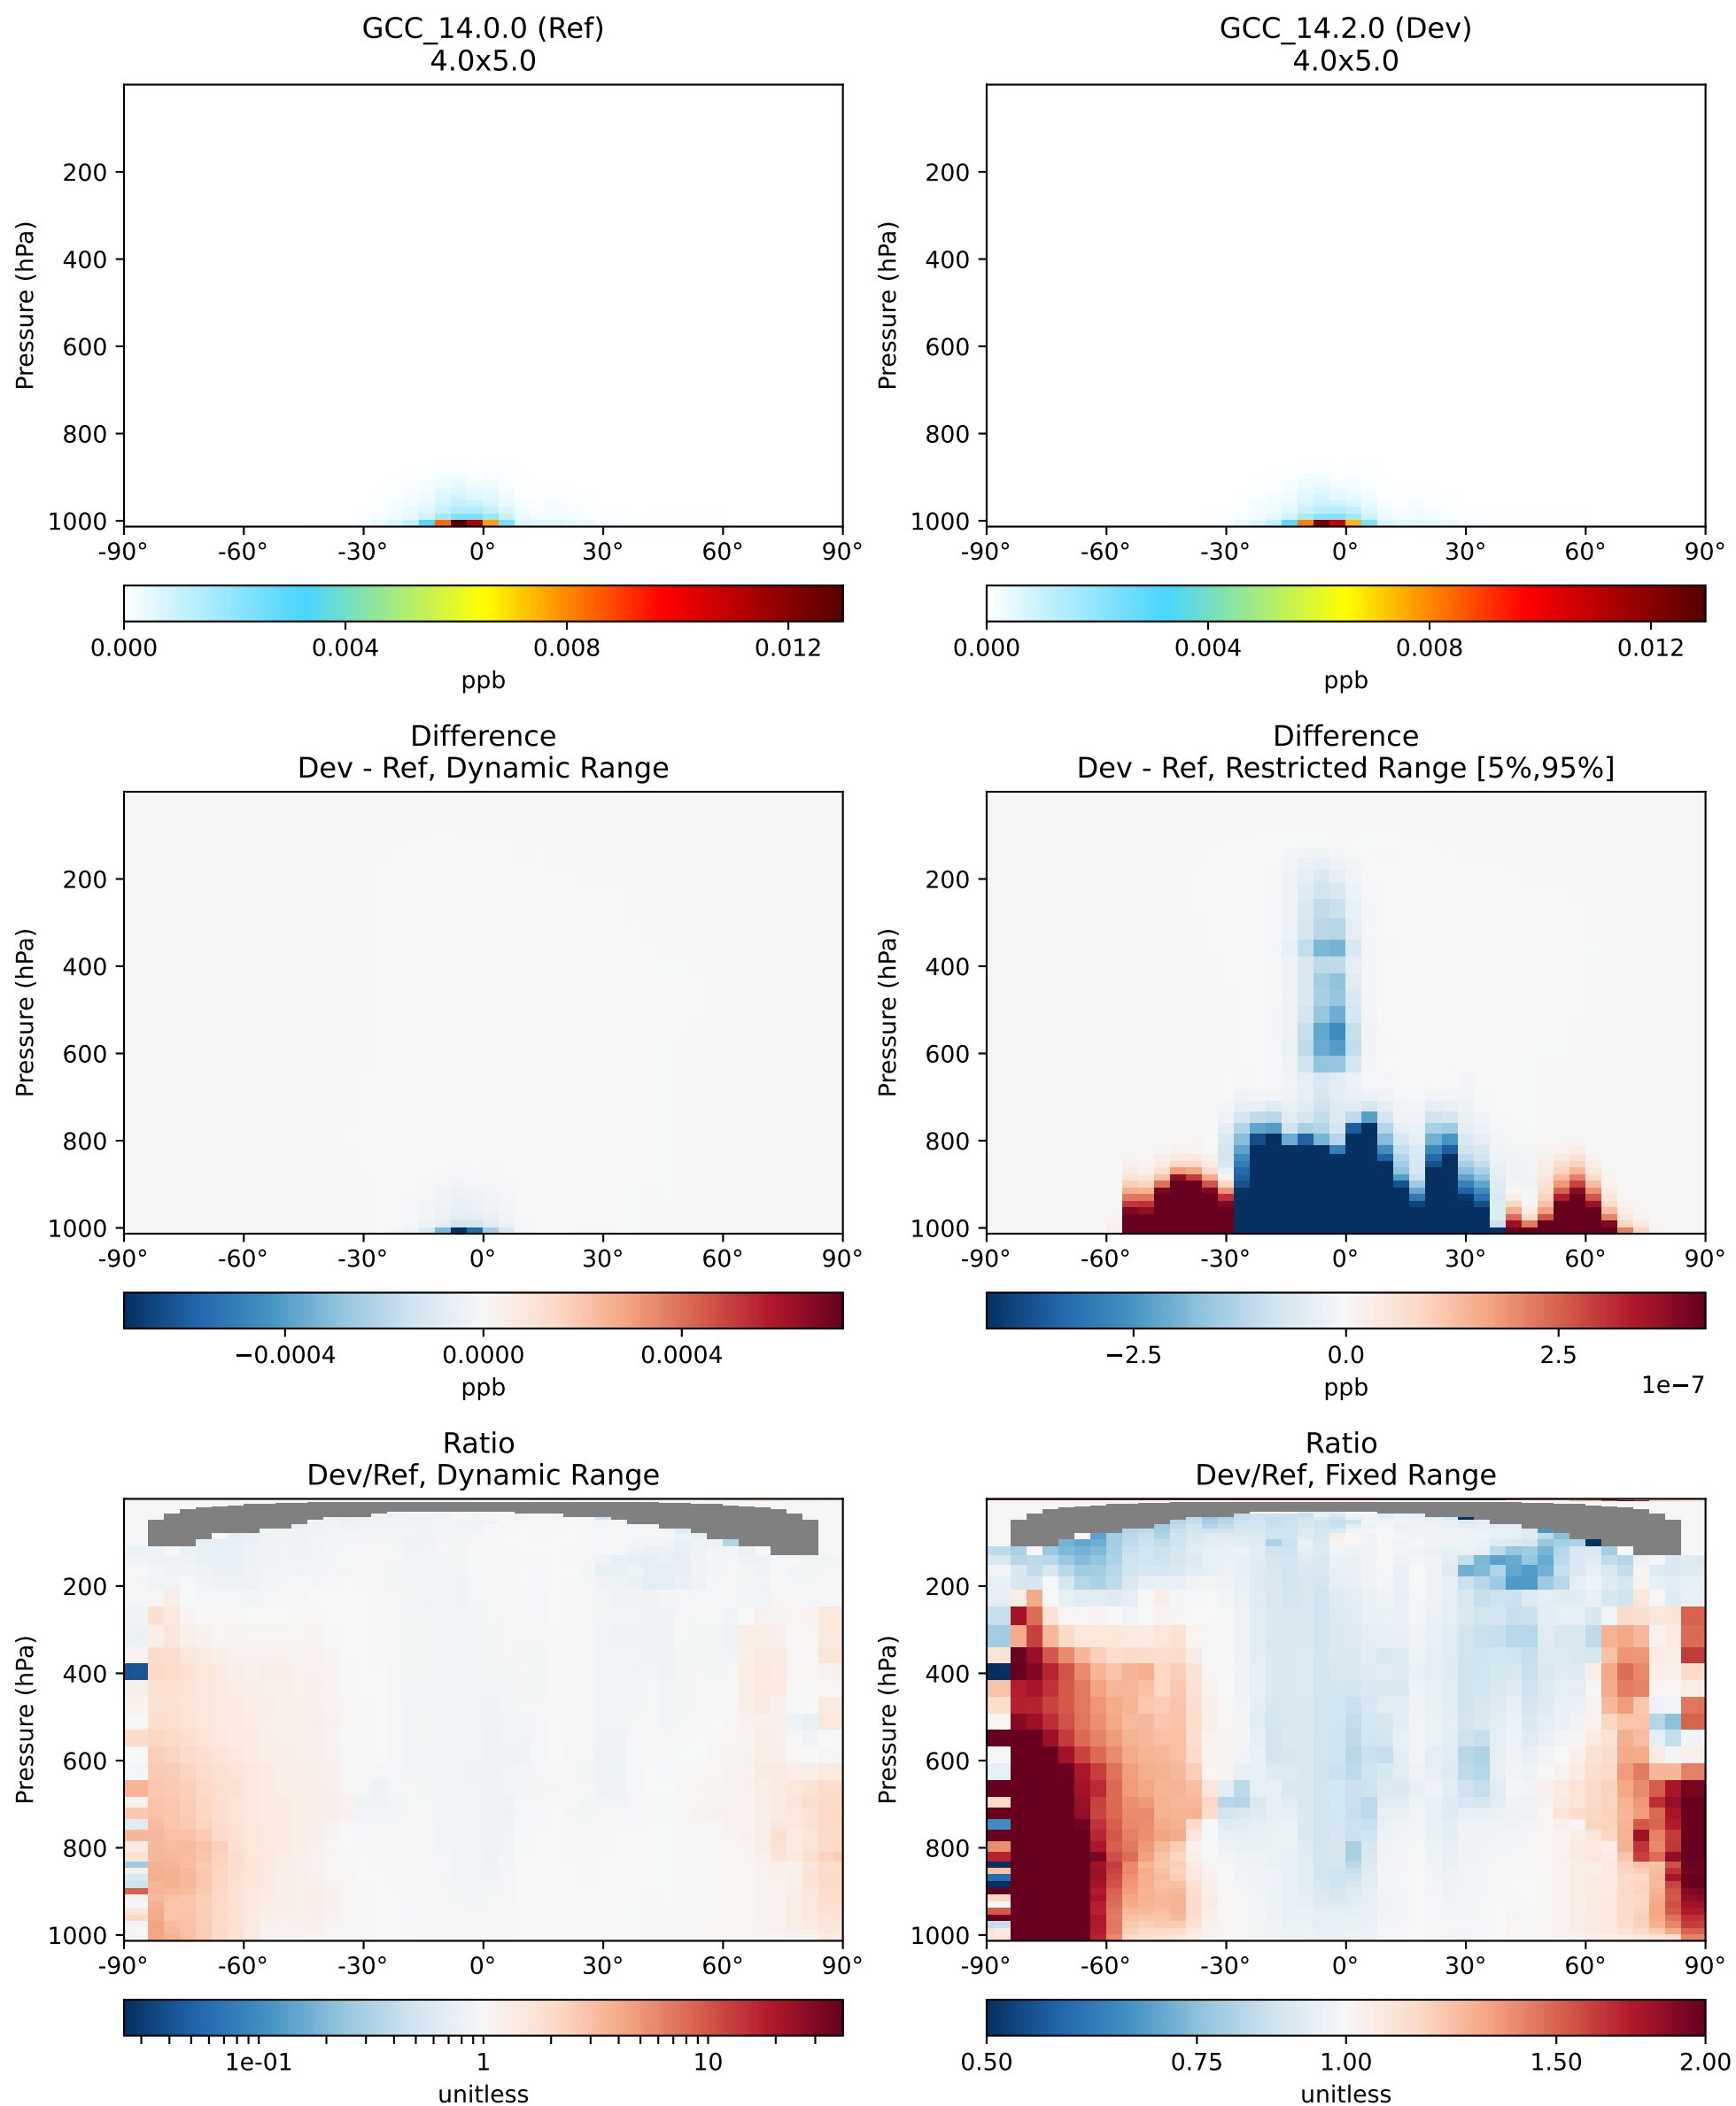 GCC_14.0.0 (Ref)
4.0x5.0
Pressure (hPa)
200
400
600
800
1000
-90° -60° -30° 0° 30° 60° 90°
0.000 0.004 0.008 0.012
ppb
GCC_14.2.0 (Dev)
4.0x5.0
Pressure (hPa)
200
400
600
800
1000
-90° -60° -30° 0° 30° 60° 90°
0.000 0.004 0.008 0.012
ppb
Difference
Dev - Ref, Dynamic Range
Pressure (hPa)
200
400
600
800
1000
-90° -60° -30° 0° 30° 60° 90°
−0.0004 0.0000 0.0004
ppb
Difference
Dev - Ref, Restricted Range [5%,95%]
Pressure (hPa)
200
400
600
800
1000
-90° -60° -30° 0° 30° 60° 90°
−2.5 0.0 2.5
ppb
1e−7
Ratio
Dev/Ref, Dynamic Range
Pressure (hPa)
200
400
600
800
1000
-90° -60° -30° 0° 30° 60° 90°
1e-01 1 10
unitless
Ratio
Dev/Ref, Fixed Range
Pressure (hPa)
200
400
600
800
1000
-90° -60° -30° 0° 30° 60° 90°
0.50 0.75 1.00 1.50 2.00
unitless